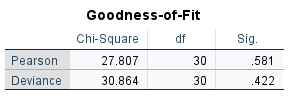 Goodness-of-Fit
Chi-Square df Sig.
Pearson 27.807 30 .581
Deviance 30.864 30 .422